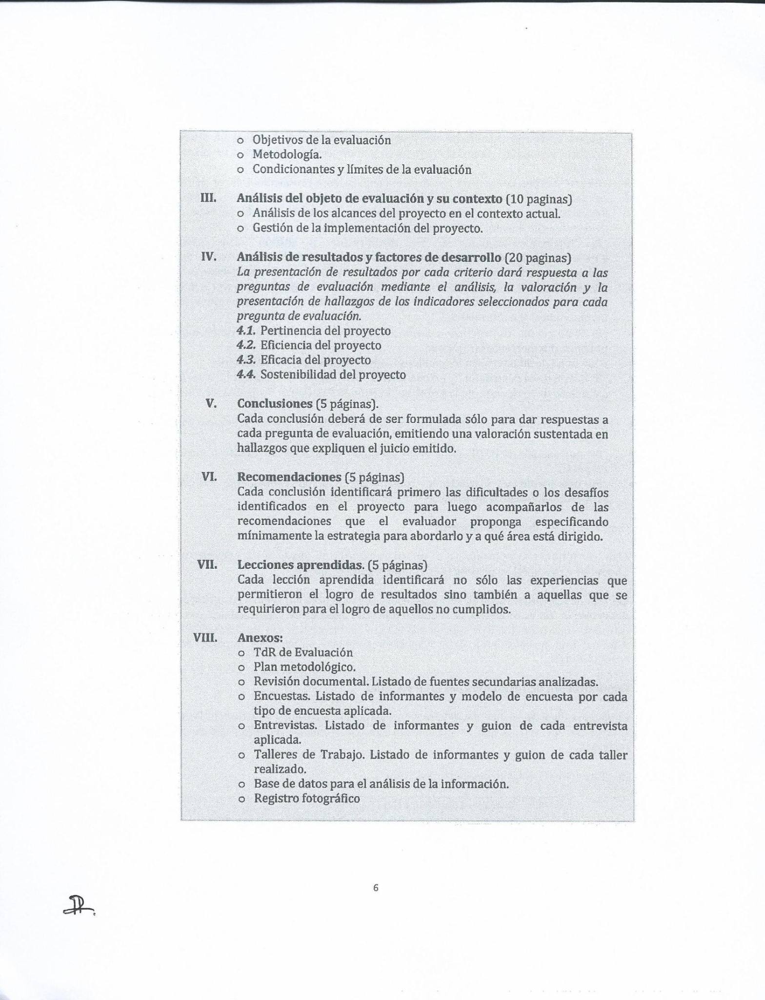 o Objetivos de la evaluación
o Metodología.
o Condicionantes y límites de la evaluación
III. Análisis del objeto de evaluación y su contexto (10 paginas)
o Análisis de los alcances del proyecto en el contexto actual.
o Gestión de la implementación del proyecto.
IV. Análisis de resultados y factores de desarrollo (20 paginas)
La presentación de resultados por cada criterio dará respuesta a las
preguntas de evaluación mediante el análisis, la valoración y la
presentación de hallazgos de los indicadores seleccionados para cada
pregunta de evaluación.
4.1. Pertinencia del proyecto
4.2. Eficiencia del proyecto
4.3. Eficacia del proyecto
4.4. Sostenibilidad del proyecto
V. Conclusiones (5 páginas).
Cada conclusión deberá de ser formulada sólo para dar respuestas a
cada pregunta de evaluación, emitiendo una valoración sustentada en
hallazgos que expliquen el juicio emitido.
VI. Recomendaciones (5 páginas)
Cada conclusión identificará primero las dificultades o los desafíos
identificados en el proyecto para luego acompañarlos de las
recomendaciones que el evaluador proponga especificando
mínimamente la estrategia para abordarlo y a qué área está dirigido.
VII. Lecciones aprendidas. (5 páginas)
Cada lección aprendida identificará no sólo las experiencias que
permitieron el logro de resultados sino también a aquellas que se
requirieron para el logro de aquellos no cumplidos.
VIII. Anexos:
o TdR de Evaluación
o Plan metodológico.
o Revisión documental. Listado de fuentes secundarias analizadas.
o Encuestas. Listado de informantes y modelo de encuesta por cada
tipo de encuesta aplicada.
o Entrevistas. Listado de informantes y guion de cada entrevista
aplicada.
o Talleres de Trabajo. Listado de informantes y guion de cada taller
realizado.
o Base de datos para el análisis de la información.
o Registro fotográfico
6